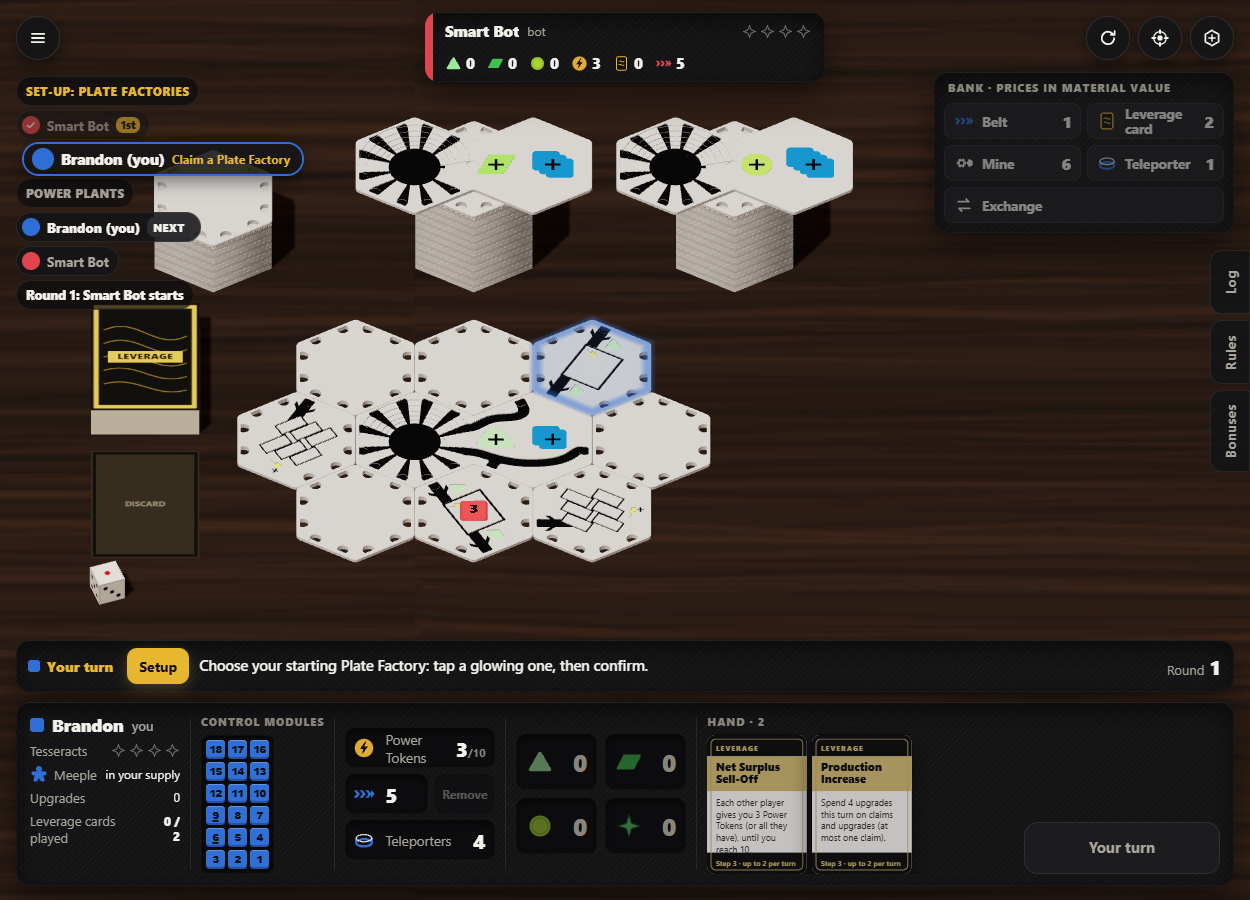 Smart Bot bot
0 0 0 3 0 5
SET-UP: PLATE FACTORIES
Smart Bot 1st
Brandon (you) Claim a Plate Factory
POWER PLANTS
Brandon (you) NEXT
Smart Bot
Round 1: Smart Bot starts
BANK · PRICES IN MATERIAL VALUE
Belt 1
Leverage card 2
Mine 6
Teleporter 1
Exchange
Log
Rules
Bonuses
LEVERAGE
DISCARD
3
Your turn Setup Choose your starting Plate Factory: tap a glowing one, then confirm. Round 1
Brandon you
Tesseracts
Meeple in your supply
Upgrades 0
Leverage cards played 0 / 2
CONTROL MODULES
18 17 16
15 14 13
12 11 10
9 8 7
6 5 4
3 2 1
Power Tokens 3/10
5 Remove
Teleporters 4
0 0
0 0
HAND · 2
LEVERAGE
Net Surplus
Sell-Off
Each other player
gives you 3 Power
Tokens (or all they
have), until you
reach 10.
Step 3 · up to 2 per turn
LEVERAGE
Production
Increase
Spend 4 upgrades
this turn on claims
and upgrades (at
most one claim).
Step 3 · up to 2 per turn
Your turn